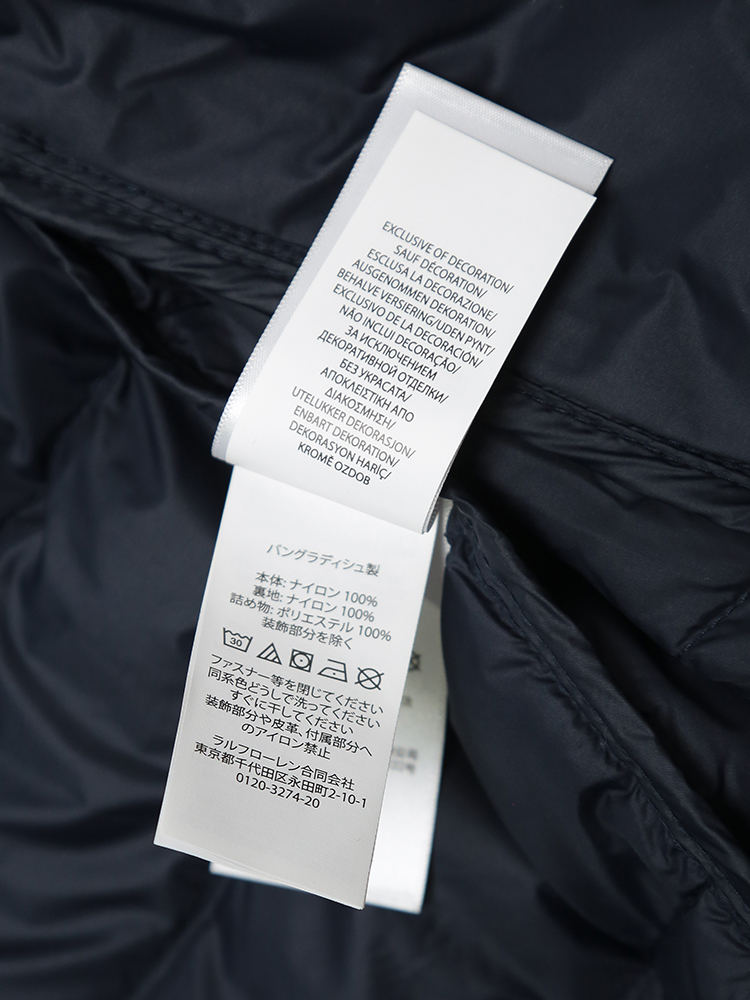 EXCLUSIVE OF DECORATION/
SAUF DÉCORATION/
ESCLUSA LA DECORAZIONE/
AUSGENOMMEN DEKORATION/
BEHALVE VERSIERING/UDEN PYNT/
EXCLUSIVO DE LA DECORACIÓN/
NÃO INCLUI DECORAÇÃO/
ЗА ИСКЛЮЧЕНИЕМ
ДЕКОРАТИВНОЙ ОТДЕЛКИ/
БЕЗ УКРАСАТА/
ΑΠΟΚΛΕΙΣΤΙΚΗ ΑΠΟ
ΔΙΑΚΟΣΜΗΣΗ/
UTELUKKER DEKORASJON/
ENBART DEKORATION/
DEKORASYON HARİÇ/
KROMĚ OZDOB
バングラディシュ製
本体: ナイロン 100%
裏地: ナイロン 100%
詰め物: ポリエステル 100%
装飾部分を除く
30
ファスナー等を閉じてください
同系色どうしで洗ってください
すぐに干してください
装飾部分や皮革、付属部分へ
のアイロン禁止
ラルフローレン合同会社
東京都千代田区永田町2-10-1
0120-3274-20